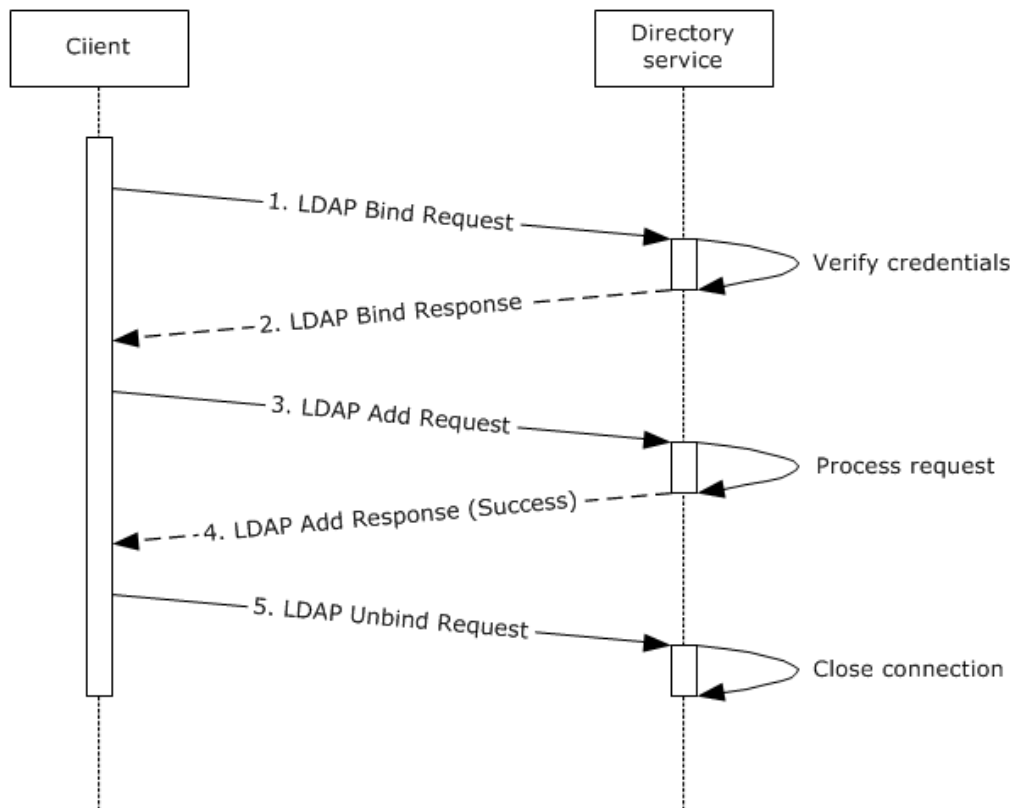 Ciient
Directory
service
1. LDAP Bind Request
Verify credentials
2. LDAP Bind Response
3. LDAP Add Request
Process request
4. LDAP Add Response (Success)
5. LDAP Unbind Request
Close connection